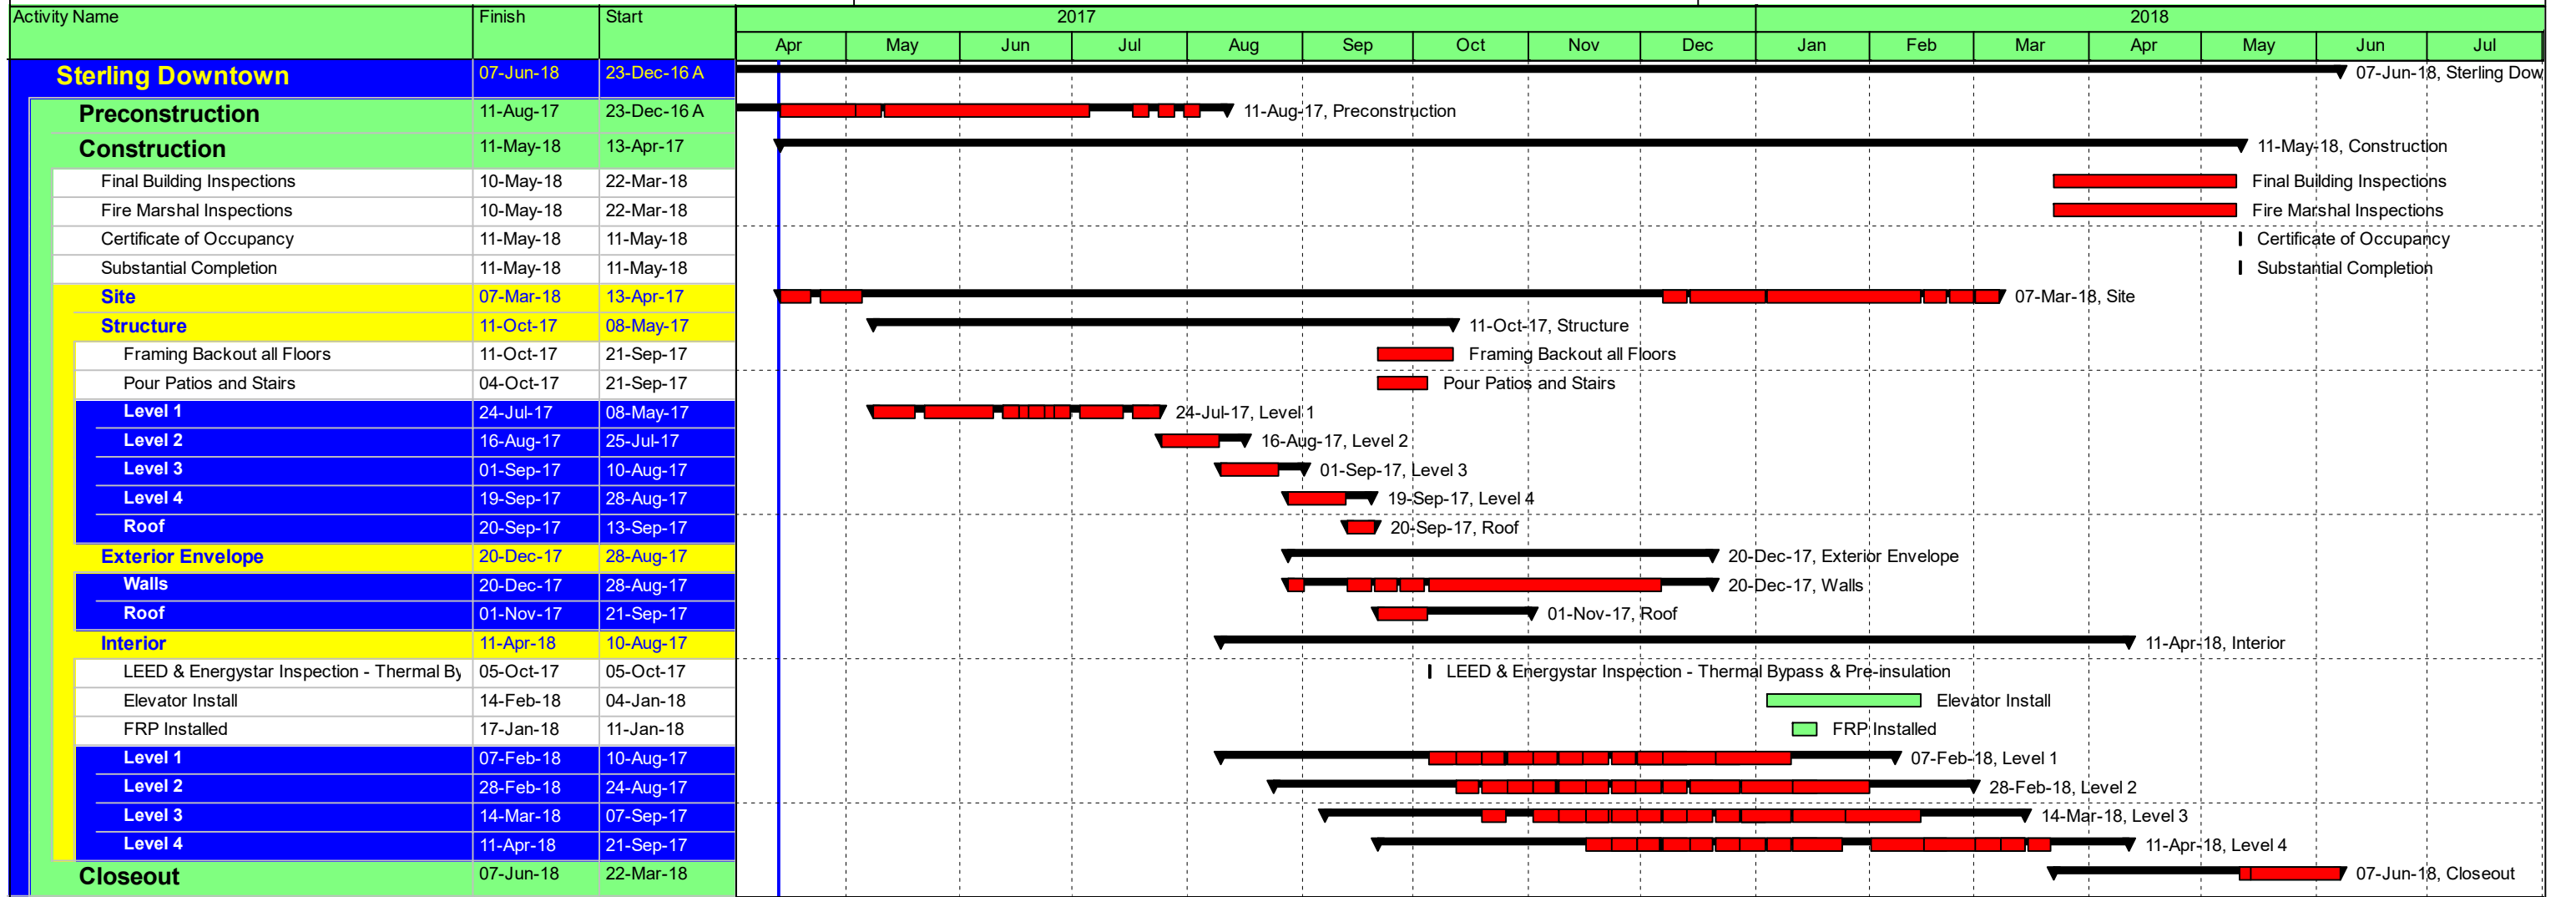 Activity Name Finish Start 2017 2018
Apr May Jun Jul Aug Sep Oct Nov Dec Jan Feb Mar Apr May Jun Jul
Sterling Downtown 07-Jun-18 23-Dec-16 A 07-Jun-18, Sterling Dow
Preconstruction 11-Aug-17 23-Dec-16 A 11-Aug-17, Preconstruction
Construction 11-May-18 13-Apr-17 11-May-18, Construction
Final Building Inspections 10-May-18 22-Mar-18 Final Building Inspections
Fire Marshal Inspections 10-May-18 22-Mar-18 Fire Marshal Inspections
Certificate of Occupancy 11-May-18 11-May-18 Certificate of Occupancy
Substantial Completion 11-May-18 11-May-18 Substantial Completion
Site 07-Mar-18 13-Apr-17 07-Mar-18, Site
Structure 11-Oct-17 08-May-17 11-Oct-17, Structure
Framing Backout all Floors 11-Oct-17 21-Sep-17 Framing Backout all Floors
Pour Patios and Stairs 04-Oct-17 21-Sep-17 Pour Patios and Stairs
Level 1 24-Jul-17 08-May-17 24-Jul-17, Level 1
Level 2 16-Aug-17 25-Jul-17 16-Aug-17, Level 2
Level 3 01-Sep-17 10-Aug-17 01-Sep-17, Level 3
Level 4 19-Sep-17 28-Aug-17 19-Sep-17, Level 4
Roof 20-Sep-17 13-Sep-17 20-Sep-17, Roof
Exterior Envelope 20-Dec-17 28-Aug-17 20-Dec-17, Exterior Envelope
Walls 20-Dec-17 28-Aug-17 20-Dec-17, Walls
Roof 01-Nov-17 21-Sep-17 01-Nov-17, Roof
Interior 11-Apr-18 10-Aug-17 11-Apr-18, Interior
LEED & Energystar Inspection - Thermal By 05-Oct-17 05-Oct-17 LEED & Energystar Inspection - Thermal Bypass & Pre-insulation
Elevator Install 14-Feb-18 04-Jan-18 Elevator Install
FRP Installed 17-Jan-18 11-Jan-18 FRP Installed
Level 1 07-Feb-18 10-Aug-17 07-Feb-18, Level 1
Level 2 28-Feb-18 24-Aug-17 28-Feb-18, Level 2
Level 3 14-Mar-18 07-Sep-17 14-Mar-18, Level 3
Level 4 11-Apr-18 21-Sep-17 11-Apr-18, Level 4
Closeout 07-Jun-18 22-Mar-18 07-Jun-18, Closeout